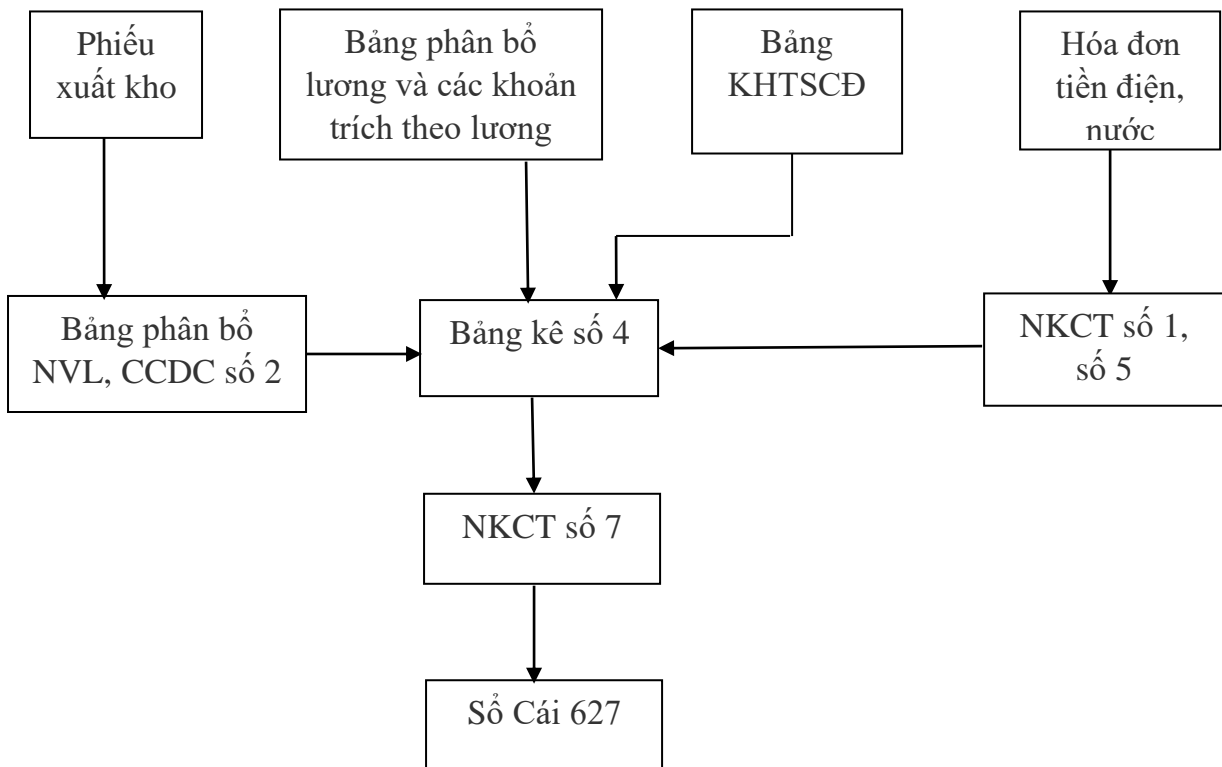 Phiếu
xuất kho
Bảng phân bổ
lương và các khoản
trích theo lương
Bảng
KHTSCĐ
Hóa đơn
tiền điện,
nước
Bảng phân bổ
NVL, CCDC số 2
Bảng kê số 4
NKCT số 1,
số 5
NKCT số 7
Sổ Cái 627